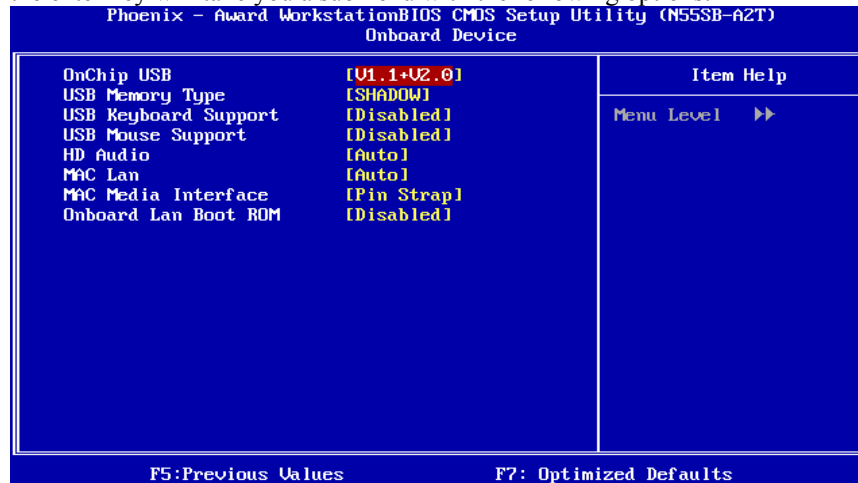 Phoenix - Award WorkstationBIOS CMOS Setup Utility (N55SB-A2T)
Onboard Device
OnChip USB [V1.1+V2.0]
USB Memory Type [SHADOW]
USB Keyboard Support [Disabled]
USB Mouse Support [Disabled]
HD Audio [Auto]
MAC Lan [Auto]
MAC Media Interface [Pin Strap]
Onboard Lan Boot ROM [Disabled]
Item Help
Menu Level ▶▶
F5:Previous Values F7: Optimized Defaults